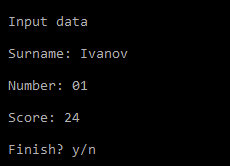 Input data
Surname: Ivanov
Number: 01
Score: 24
Finish? y/n